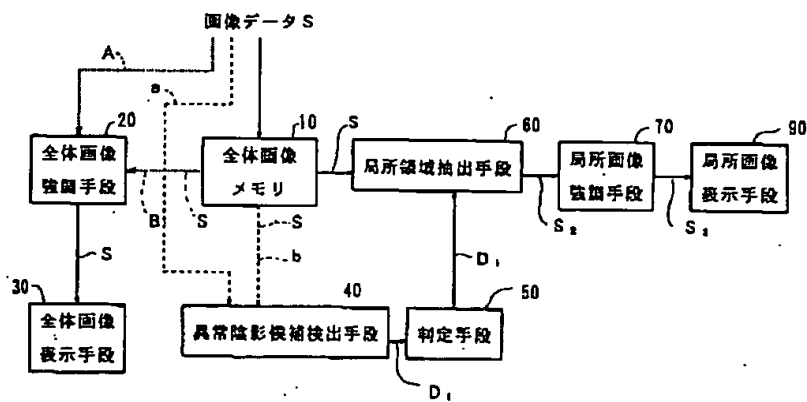 画像データS
A
a
20
10
60
70
90
全体画像
強調手段
全体画像
メモリ
S
局所領域抽出手段
局所画像
強調手段
局所画像
表示手段
B
S
S
b
S₂
S
D₁
30
40
50
全体画像
表示手段
異常陰影候補検出手段
判定手段
D₁